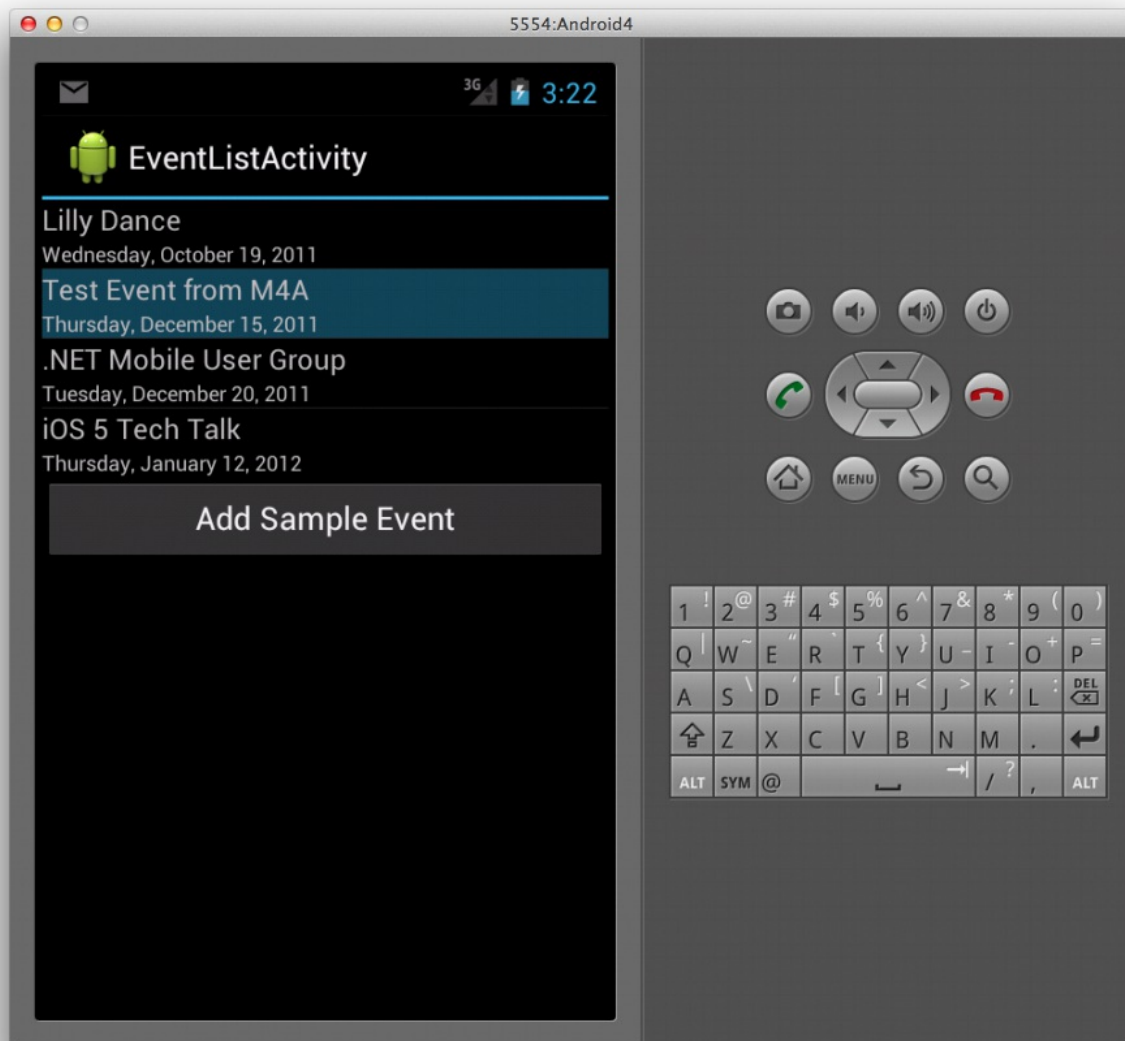 5554:Android4
3G 3:22
EventListActivity
Lilly Dance
Wednesday, October 19, 2011
Test Event from M4A
Thursday, December 15, 2011
.NET Mobile User Group
Tuesday, December 20, 2011
iOS 5 Tech Talk
Thursday, January 12, 2012
Add Sample Event
MENU
1 ! 2 @ 3 # 4 $ 5 % 6 ^ 7 & 8 * 9 ( 0 )
Q | W ~ E " R ` T { Y } U _ I - O + P =
A S \ D ' F [ G ] H < J > K ; L : DEL
Z X C V B N M .
ALT SYM @ / ? , ALT